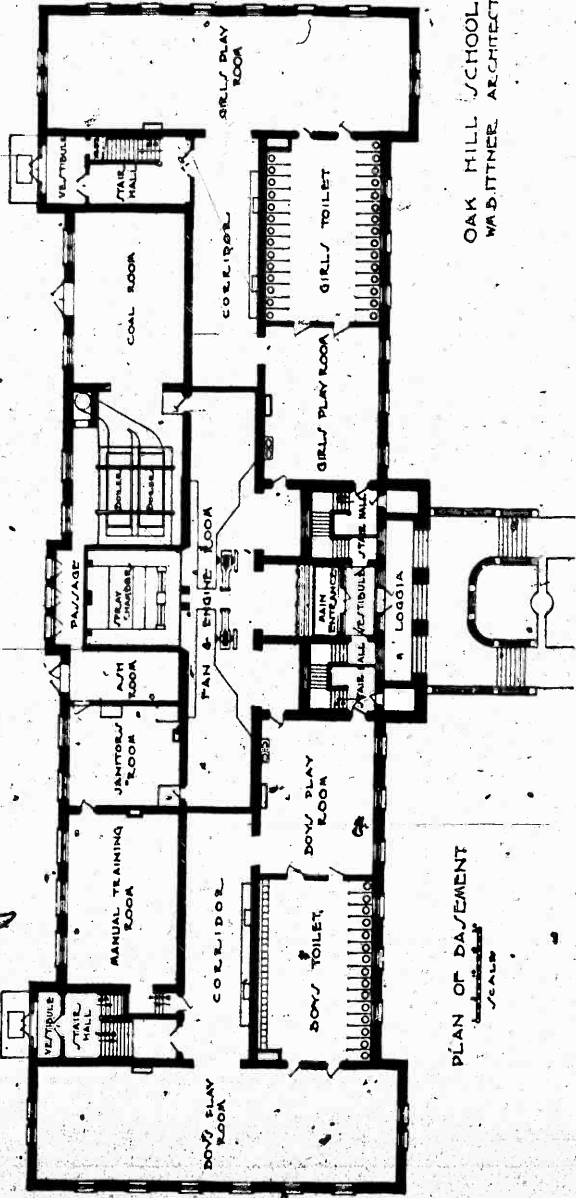 OAK HILL SCHOOL
WM. B. ITTNER ARCHITECT
GIRLS PLAY
ROOM
VESTIBULE
STAIR
HALL
CORRIDOR
GIRLS TOILET
COAL ROOM
GIRLS PLAY ROOM
BOILER
BOILER
FAN & ENGINE ROOM
PASSAGE
SPRAY
CHAMBER
STAIR HALL
MAIN
ENTRANCE
VESTIBULE
LOGGIA
STAIR HALL
ASH
ROOM
JANITORS
ROOM
BOYS PLAY
ROOM
MANUAL TRAINING
ROOM
CORRIDOR
BOYS TOILET
VESTIBULE
STAIR
HALL
BOYS PLAY
ROOM
PLAN OF BASEMENT
SCALE